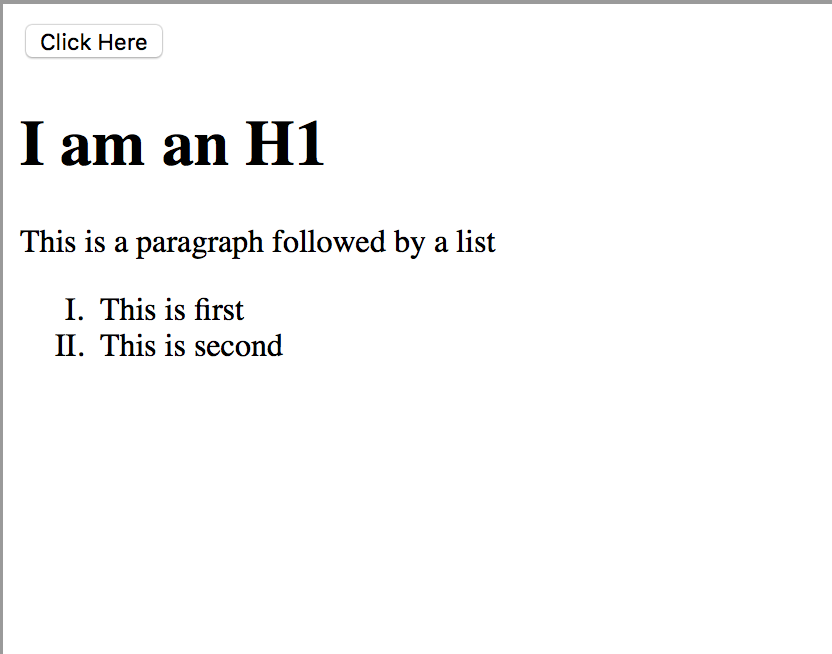 Click Here
I am an H1
This is a paragraph followed by a list
I. This is first
II. This is second